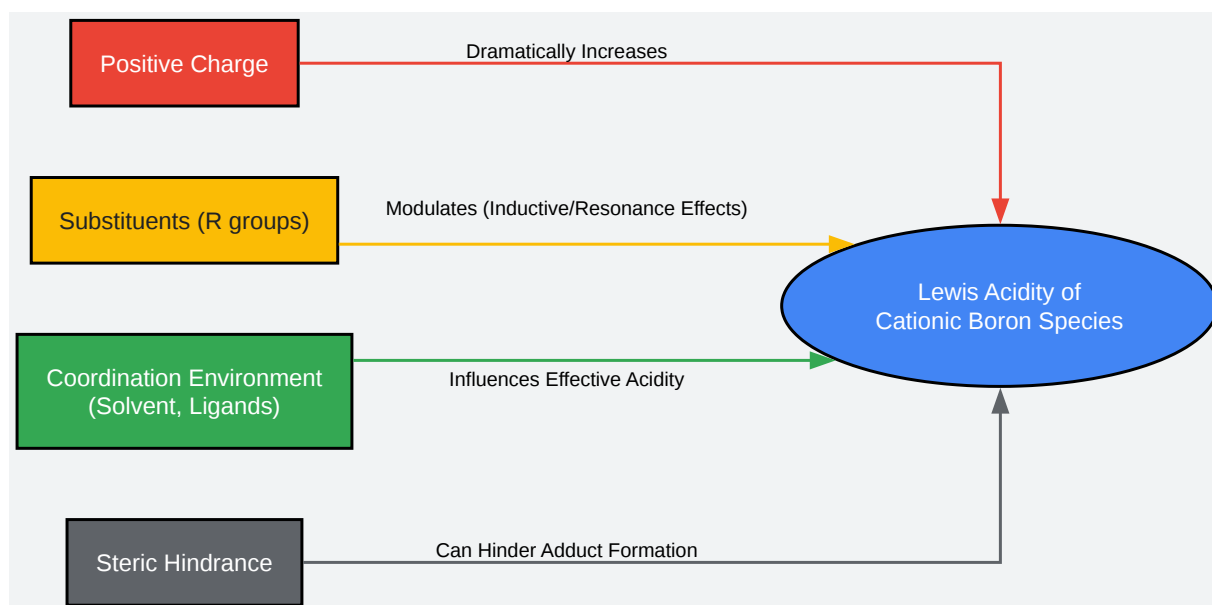 Positive Charge
Dramatically Increases
Substituents (R groups)
Modulates (Inductive/Resonance Effects)
Lewis Acidity of
Cationic Boron Species
Coordination Environment
(Solvent, Ligands)
Influences Effective Acidity
Steric Hindrance
Can Hinder Adduct Formation